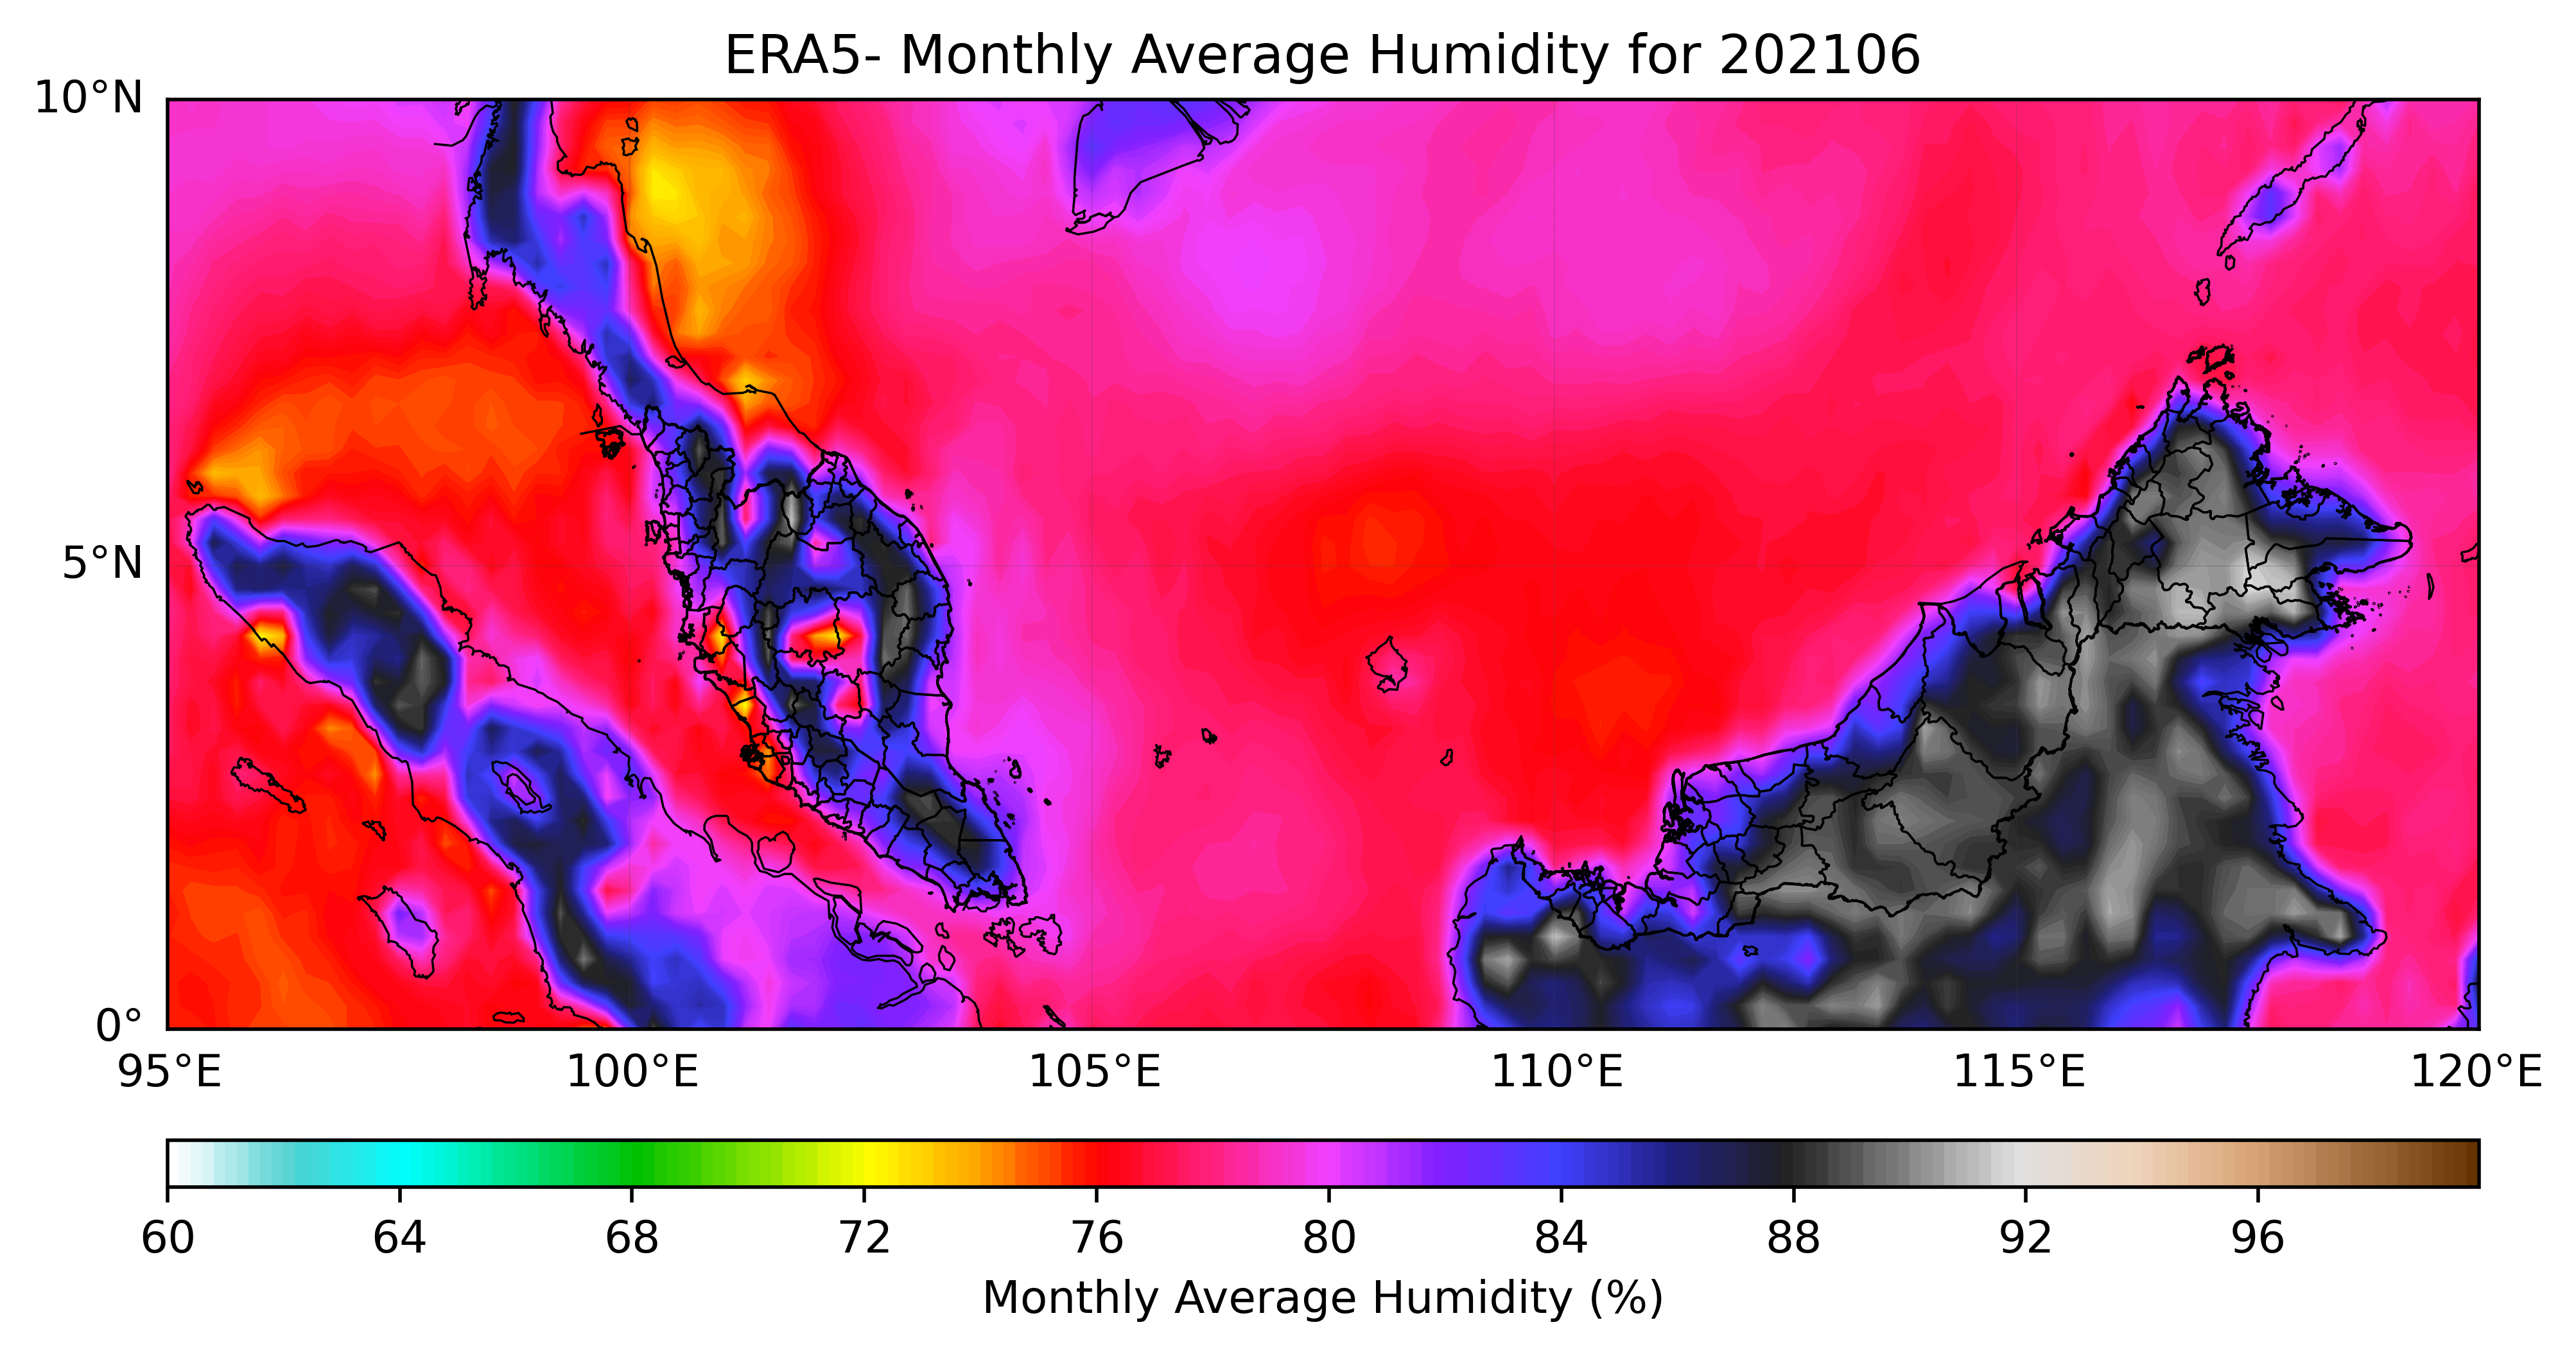 ERA5- Monthly Average Humidity for 202106
10°N
5°N
0°
95°E 100°E 105°E 110°E 115°E 120°E
60 64 68 72 76 80 84 88 92 96
Monthly Average Humidity (%)